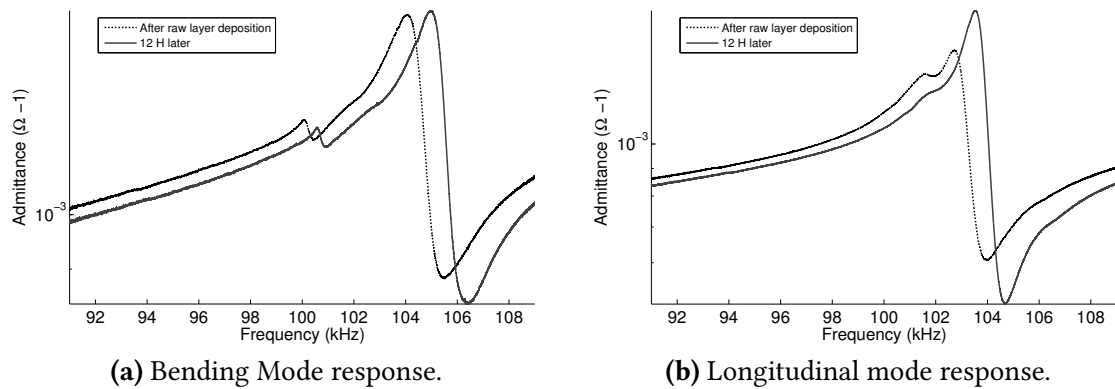 After raw layer deposition
12 H later
Admittance (Ω −1)
10⁻³
92 94 96 98 100 102 104 106 108
Frequency (kHz)
(a) Bending Mode response.
After raw layer deposition
12 H later
Admittance (Ω −1)
10⁻³
92 94 96 98 100 102 104 106 108
Frequency (kHz)
(b) Longitudinal mode response.